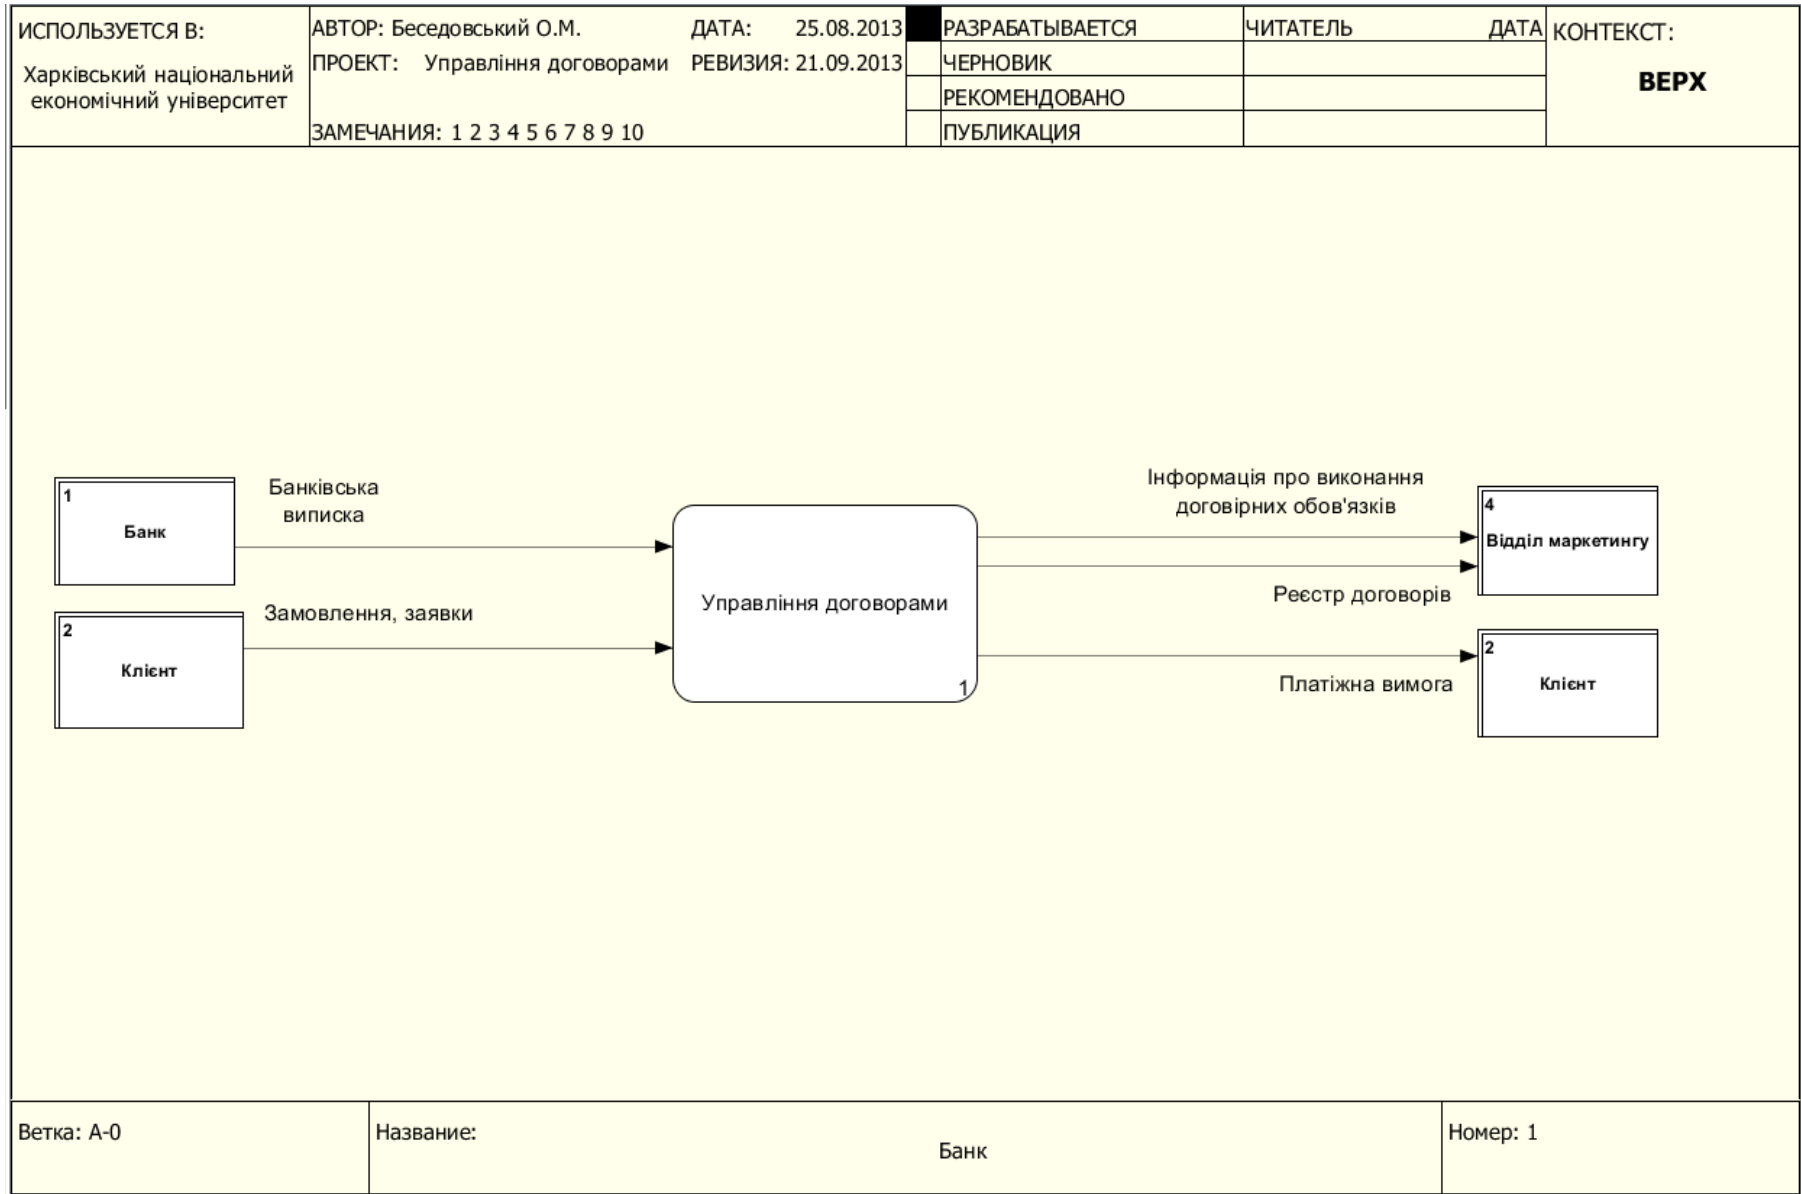 ИСПОЛЬЗУЕТСЯ В:
Харківський національний
економічний університет
АВТОР: Беседовський О.М.
ДАТА: 25.08.2013
ПРОЕКТ: Управління договорами
РЕВИЗИЯ: 21.09.2013
ЗАМЕЧАНИЯ: 1 2 3 4 5 6 7 8 9 10
РАЗРАБАТЫВАЕТСЯ
ЧЕРНОВИК
РЕКОМЕНДОВАНО
ПУБЛИКАЦИЯ
ЧИТАТЕЛЬ ДАТА
КОНТЕКСТ:
ВЕРХ
1
Банк
Банківська
виписка
2
Клієнт
Замовлення, заявки
Управління договорами
1
Інформація про виконання
договірних обов'язків
4
Відділ маркетингу
Реєстр договорів
2
Клієнт
Платіжна вимога
Ветка: А-0
Название:
Банк
Номер: 1